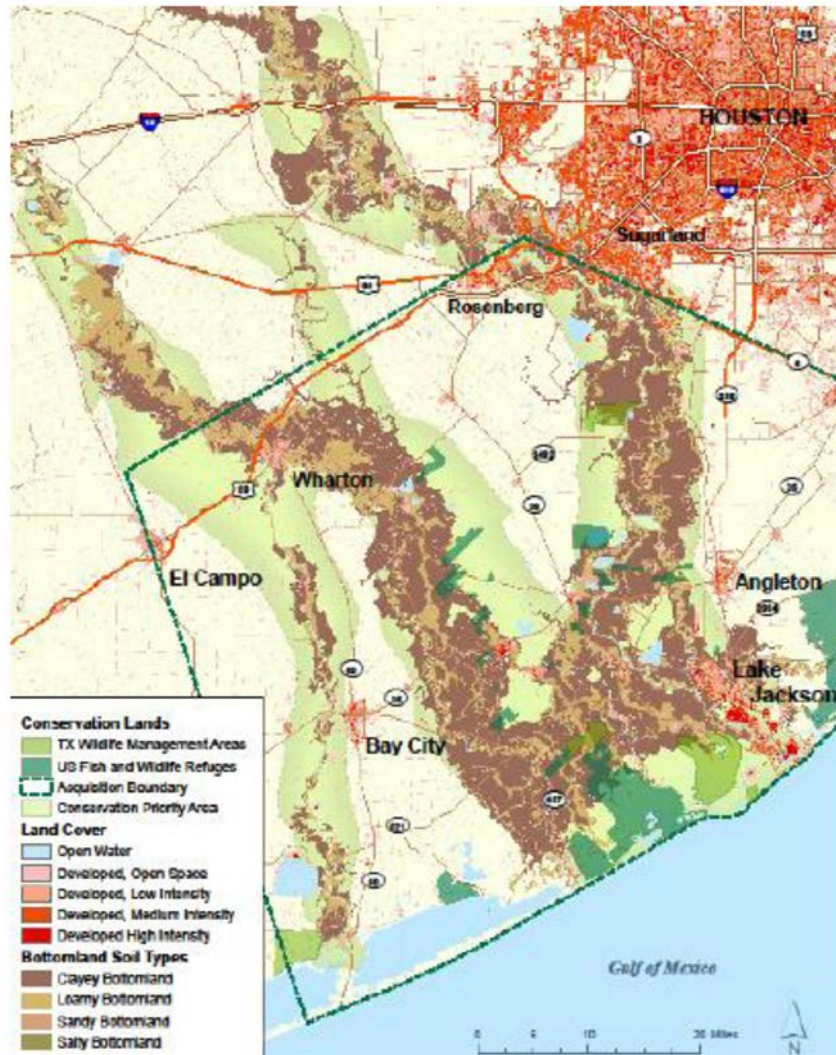 HOUSTON
Sugarland
Rosenberg
Wharton
El Campo
Angleton
Lake
Jackson
Bay City
Conservation Lands
TX Wildlife Management Areas
US Fish and Wildlife Refuges
Acquisition Boundary
Conservation Priority Area
Land Cover
Open Water
Developed, Open Space
Developed, Low Intensity
Developed, Medium Intensity
Developed High Intensity
Bottomland Soil Types
Clayey Bottomland
Loamy Bottomland
Sandy Bottomland
Salty Bottomland
Gulf of Mexico
0 5 10 20 Miles
N